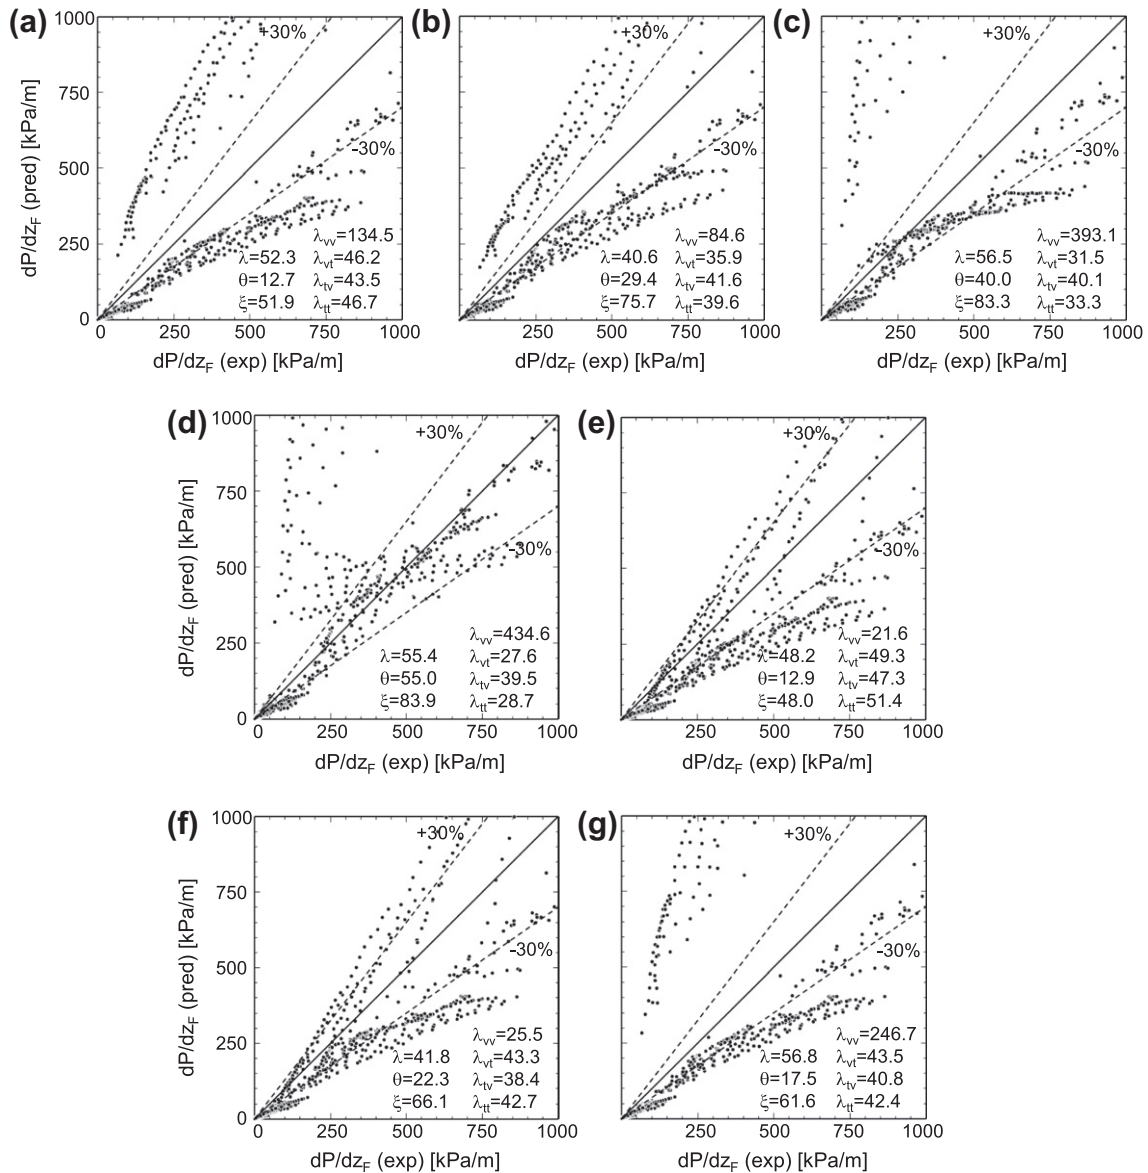 (a)
1000
750
500
250
0
dP/dz_F (pred) [kPa/m]
+30%
-30%
λ_vv=134.5
λ=52.3 λ_vt=46.2
θ=12.7 λ_tv=43.5
ξ=51.9 λ_tt=46.7
0 250 500 750 1000
dP/dz_F (exp) [kPa/m]
(b)
+30%
-30%
λ_vv=84.6
λ=40.6 λ_vt=35.9
θ=29.4 λ_tv=41.6
ξ=75.7 λ_tt=39.6
0 250 500 750 1000
dP/dz_F (exp) [kPa/m]
(c)
+30%
-30%
λ_vv=393.1
λ=56.5 λ_vt=31.5
θ=40.0 λ_tv=40.1
ξ=83.3 λ_tt=33.3
0 250 500 750 1000
dP/dz_F (exp) [kPa/m]
(d)
1000
750
500
250
0
dP/dz_F (pred) [kPa/m]
+30%
-30%
λ_vv=434.6
λ=55.4 λ_vt=27.6
θ=55.0 λ_tv=39.5
ξ=83.9 λ_tt=28.7
0 250 500 750 1000
dP/dz_F (exp) [kPa/m]
(e)
+30%
-30%
λ_vv=21.6
λ=48.2 λ_vt=49.3
θ=12.9 λ_tv=47.3
ξ=48.0 λ_tt=51.4
0 250 500 750 1000
dP/dz_F (exp) [kPa/m]
(f)
1000
750
500
250
0
dP/dz_F (pred) [kPa/m]
+30%
-30%
λ_vv=25.5
λ=41.8 λ_vt=43.3
θ=22.3 λ_tv=38.4
ξ=66.1 λ_tt=42.7
0 250 500 750 1000
dP/dz_F (exp) [kPa/m]
(g)
+30%
-30%
λ_vv=246.7
λ=56.8 λ_vt=43.5
θ=17.5 λ_tv=40.8
ξ=61.6 λ_tt=42.4
0 250 500 750 1000
dP/dz_F (exp) [kPa/m]